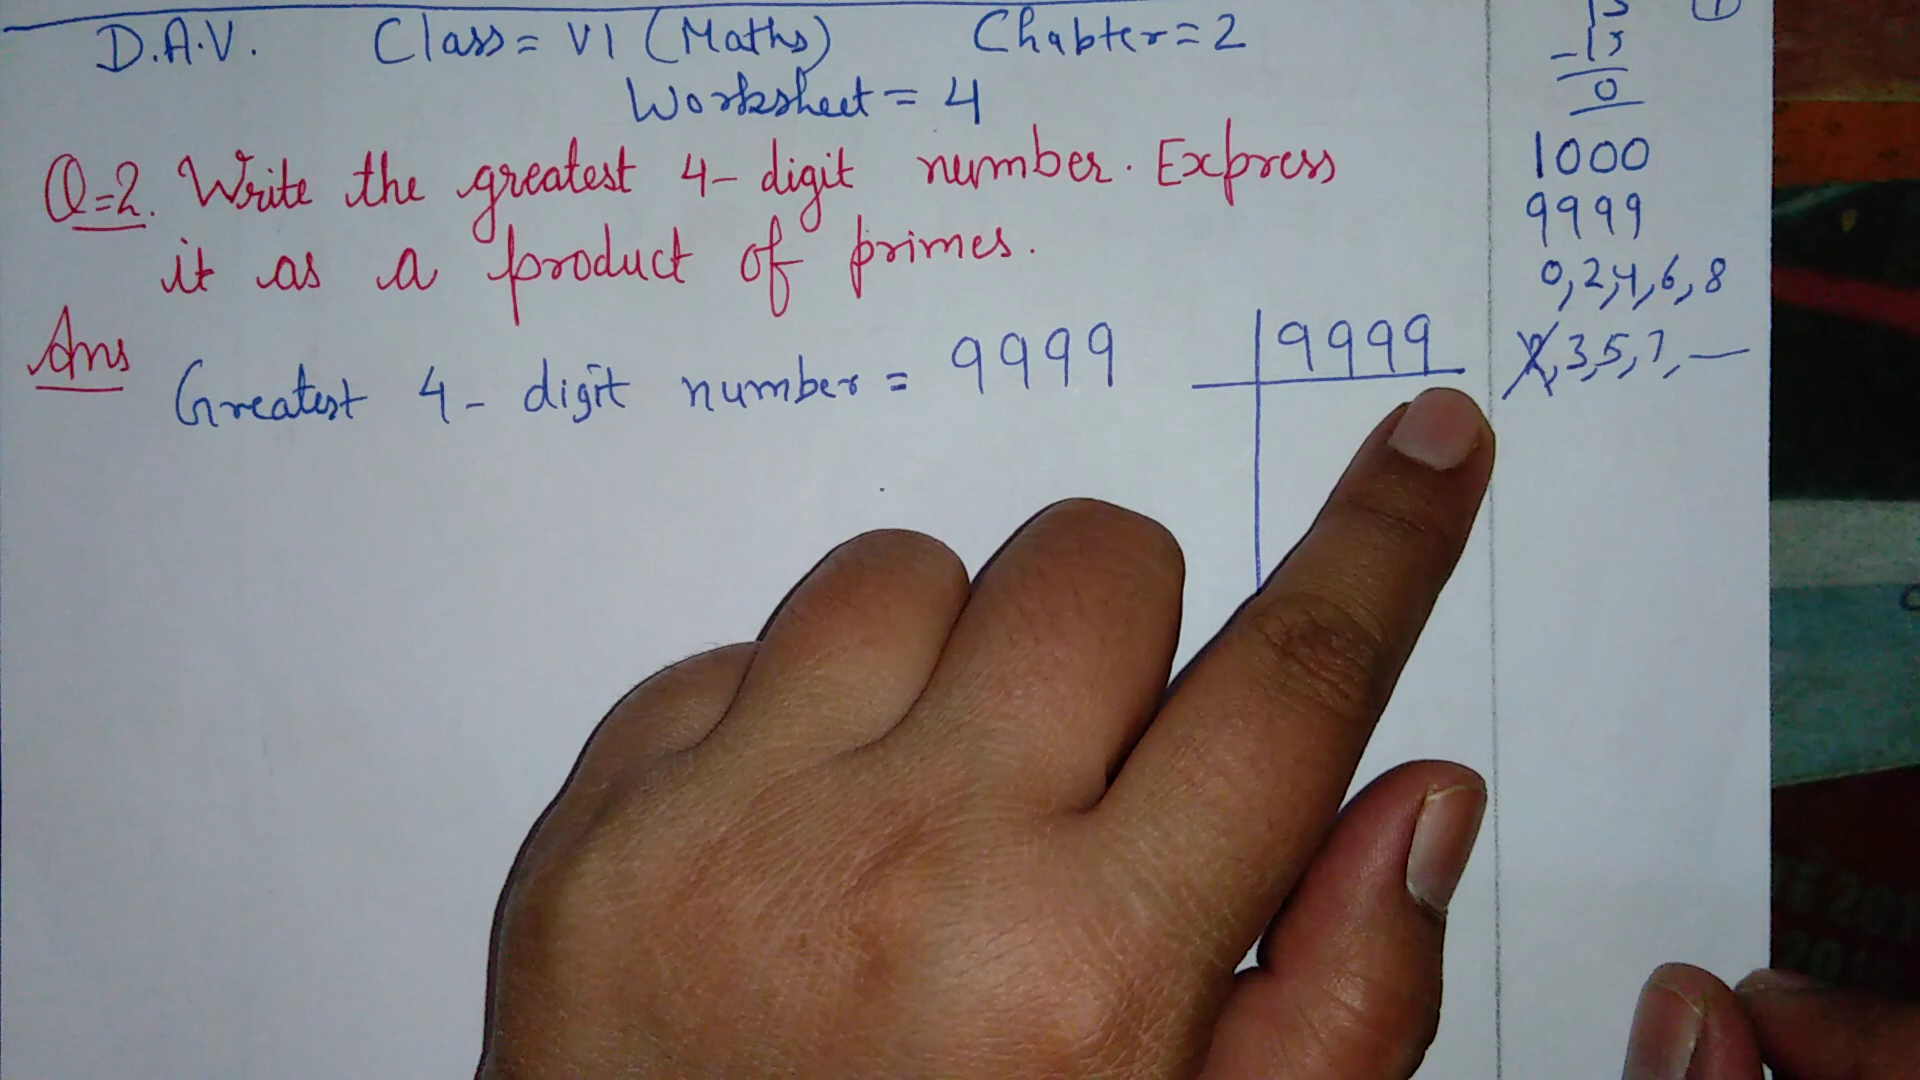 D.A.V. Class = VI (Maths) Chapter = 2
Worksheet = 4
Q=2. Write the greatest 4-digit number. Express
it as a product of primes.
Ans Greatest 4-digit number = 9999
9999
-15
0
1000
9999
0,2,4,6,8
2,3,5,7,—